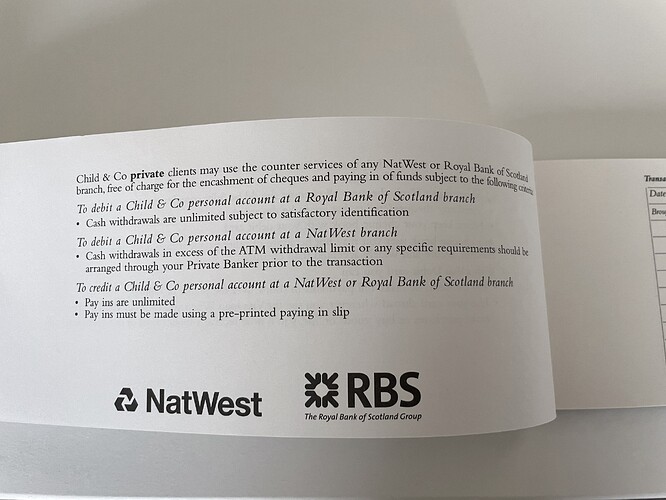 Child & Co private clients may use the counter services of any NatWest or Royal Bank of Scotland
branch, free of charge for the encashment of cheques and paying in of funds subject to the following criteria
To debit a Child & Co personal account at a Royal Bank of Scotland branch
• Cash withdrawals are unlimited subject to satisfactory identification
To debit a Child & Co personal account at a NatWest branch
• Cash withdrawals in excess of the ATM withdrawal limit or any specific requirements should be
arranged through your Private Banker prior to the transaction
To credit a Child & Co personal account at a NatWest or Royal Bank of Scotland branch
• Pay ins are unlimited
• Pay ins must be made using a pre-printed paying in slip
NatWest
RBS
The Royal Bank of Scotland Group
Date